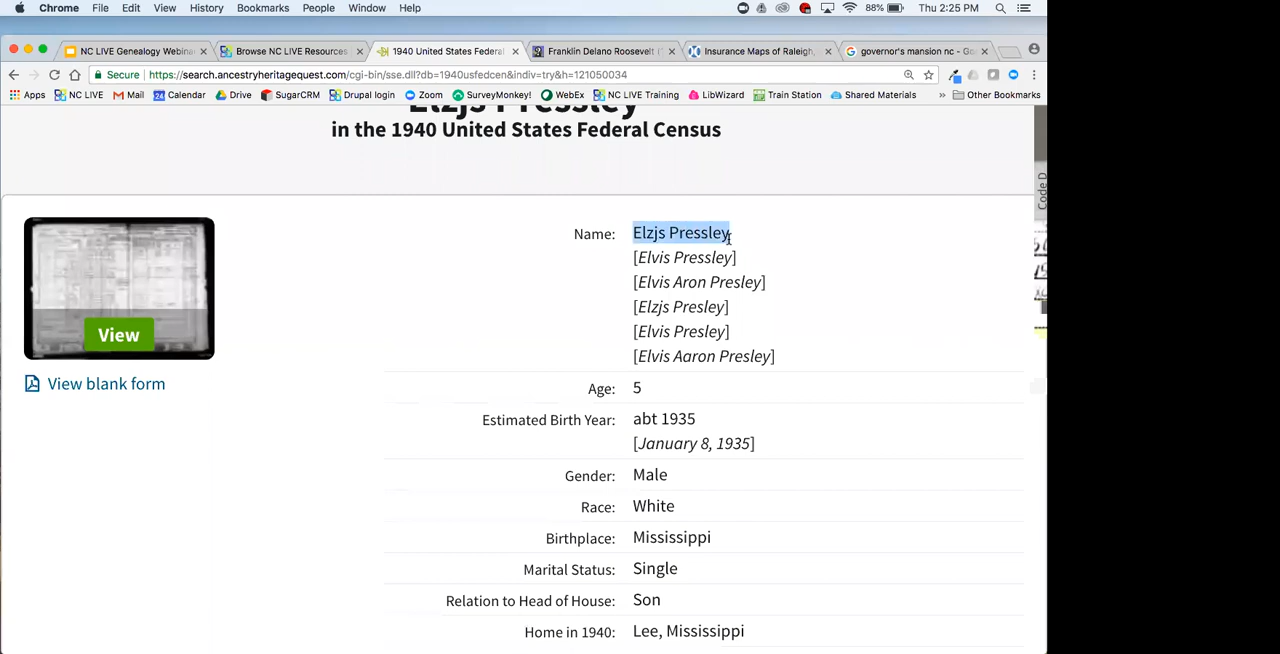 Chrome File Edit View History Bookmarks People Window Help 88% Thu 2:25 PM
NC LIVE Genealogy Webina × Browse NC LIVE Resources × 1940 United States Federal × Franklin Delano Roosevelt (" × Insurance Maps of Raleigh, × governor's mansion nc - Go ×
Secure https://search.ancestryheritagequest.com/cgi-bin/sse.dll?db=1940usfedcen&indiv=try&h=121050034
Apps NC LIVE Mail 24 Calendar Drive SugarCRM Drupal login Zoom SurveyMonkey! WebEx NC LIVE Training LibWizard Train Station Shared Materials » Other Bookmarks
Elzjs Pressley
in the 1940 United States Federal Census
Code D
Name: Elzjs Pressley
[Elvis Pressley]
[Elvis Aron Presley]
[Elzjs Presley]
[Elvis Presley]
[Elvis Aaron Presley]
View
View blank form
Age: 5
Estimated Birth Year: abt 1935
[January 8, 1935]
Gender: Male
Race: White
Birthplace: Mississippi
Marital Status: Single
Relation to Head of House: Son
Home in 1940: Lee, Mississippi